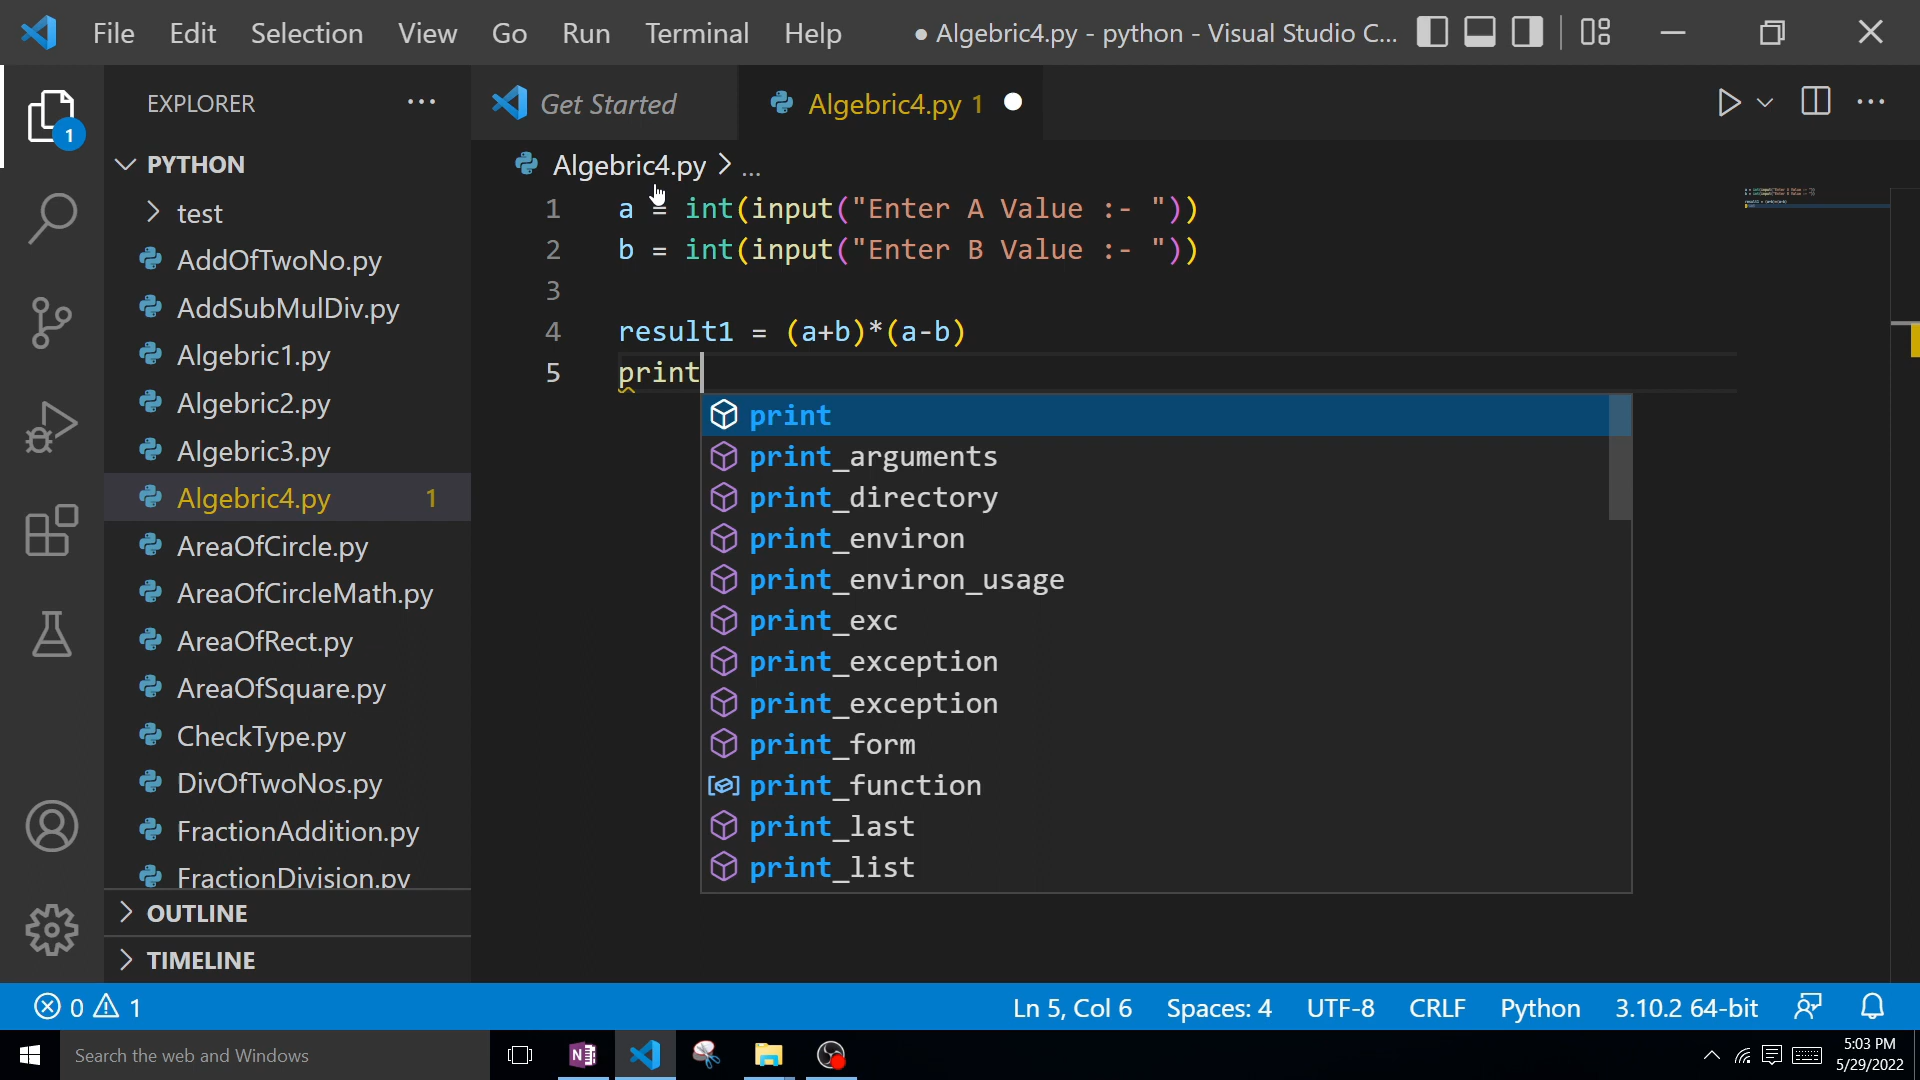 File Edit Selection View Go Run Terminal Help
● Algebric4.py - python - Visual Studio C...
EXPLORER ...
Get Started
Algebric4.py 1
1
PYTHON
Algebric4.py > ...
test
AddOfTwoNo.py
AddSubMulDiv.py
Algebric1.py
Algebric2.py
Algebric3.py
Algebric4.py 1
AreaOfCircle.py
AreaOfCircleMath.py
AreaOfRect.py
AreaOfSquare.py
CheckType.py
DivOfTwoNos.py
FractionAddition.py
FractionDivision.py
OUTLINE
TIMELINE
1 a = int(input("Enter A Value :- "))
2 b = int(input("Enter B Value :- "))
3
4 result1 = (a+b)*(a-b)
5 print
print
print_arguments
print_directory
print_environ
print_environ_usage
print_exc
print_exception
print_exception
print_form
print_function
print_last
print_list
0 1 Ln 5, Col 6 Spaces: 4 UTF-8 CRLF Python 3.10.2 64-bit
Search the web and Windows
N
5:03 PM
5/29/2022